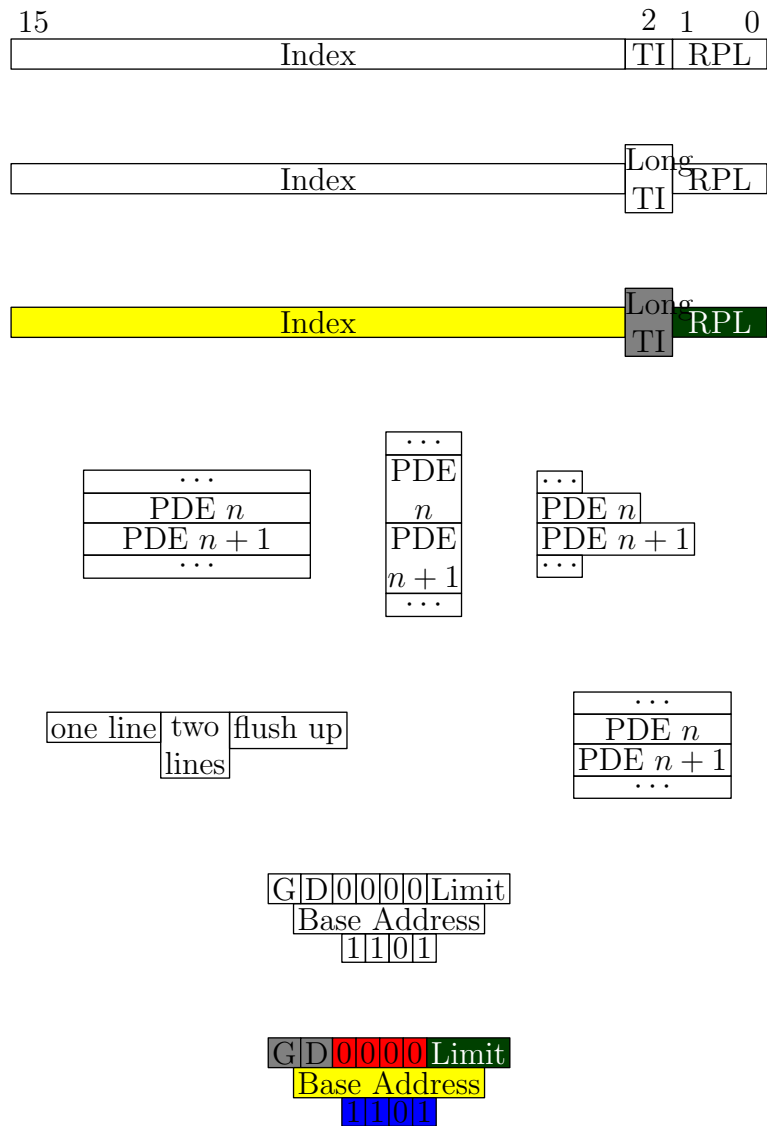 15 2 1 0
Index TI RPL
Index Long TI RPL
Index Long TI RPL
··· 
PDE n
PDE n + 1
···
···
PDE
n
PDE
n + 1
···
···
PDE n
PDE n + 1
···
one line two lines flush up
···
PDE n
PDE n + 1
···
G D 0 0 0 0 Limit
Base Address
1 1 0 1
G D 0 0 0 0 Limit
Base Address
1 1 0 1